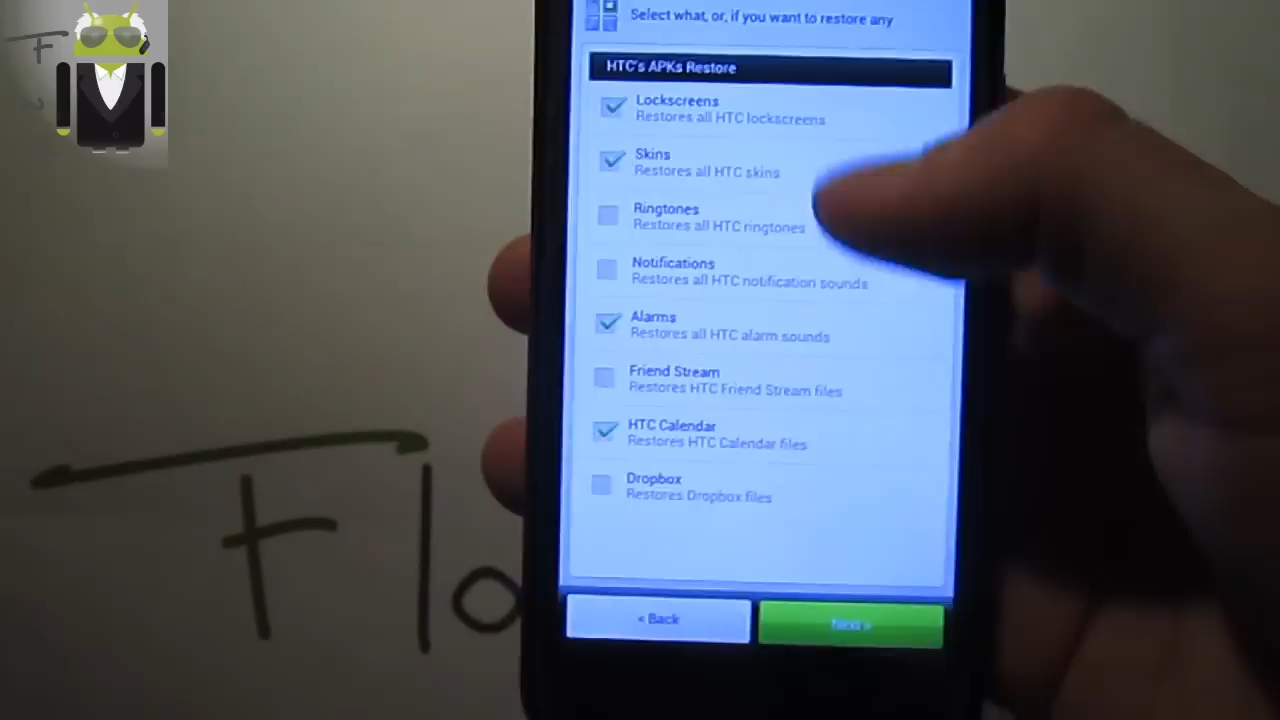 Select what, or, if you want to restore any
HTC's APKs Restore
Lockscreens
Restores all HTC lockscreens
Skins
Restores all HTC skins
Ringtones
Restores all HTC ringtones
Notifications
Restores all HTC notification sounds
Alarms
Restores all HTC alarm sounds
Friend Stream
Restores HTC Friend Stream files
HTC Calendar
Restores HTC Calendar files
Dropbox
Restores Dropbox files
< Back
Next >
F
Flo